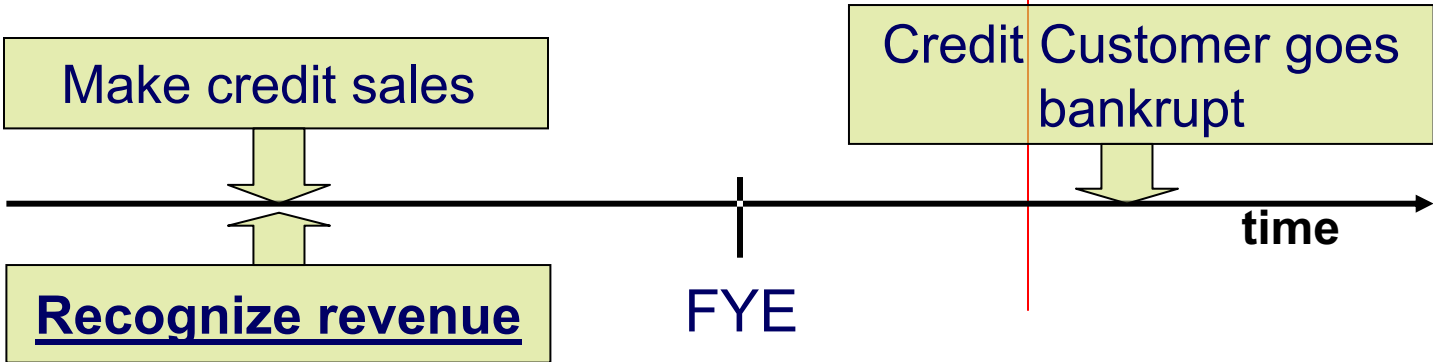 Make credit sales
Credit Customer goes
bankrupt
time
Recognize revenue
FYE